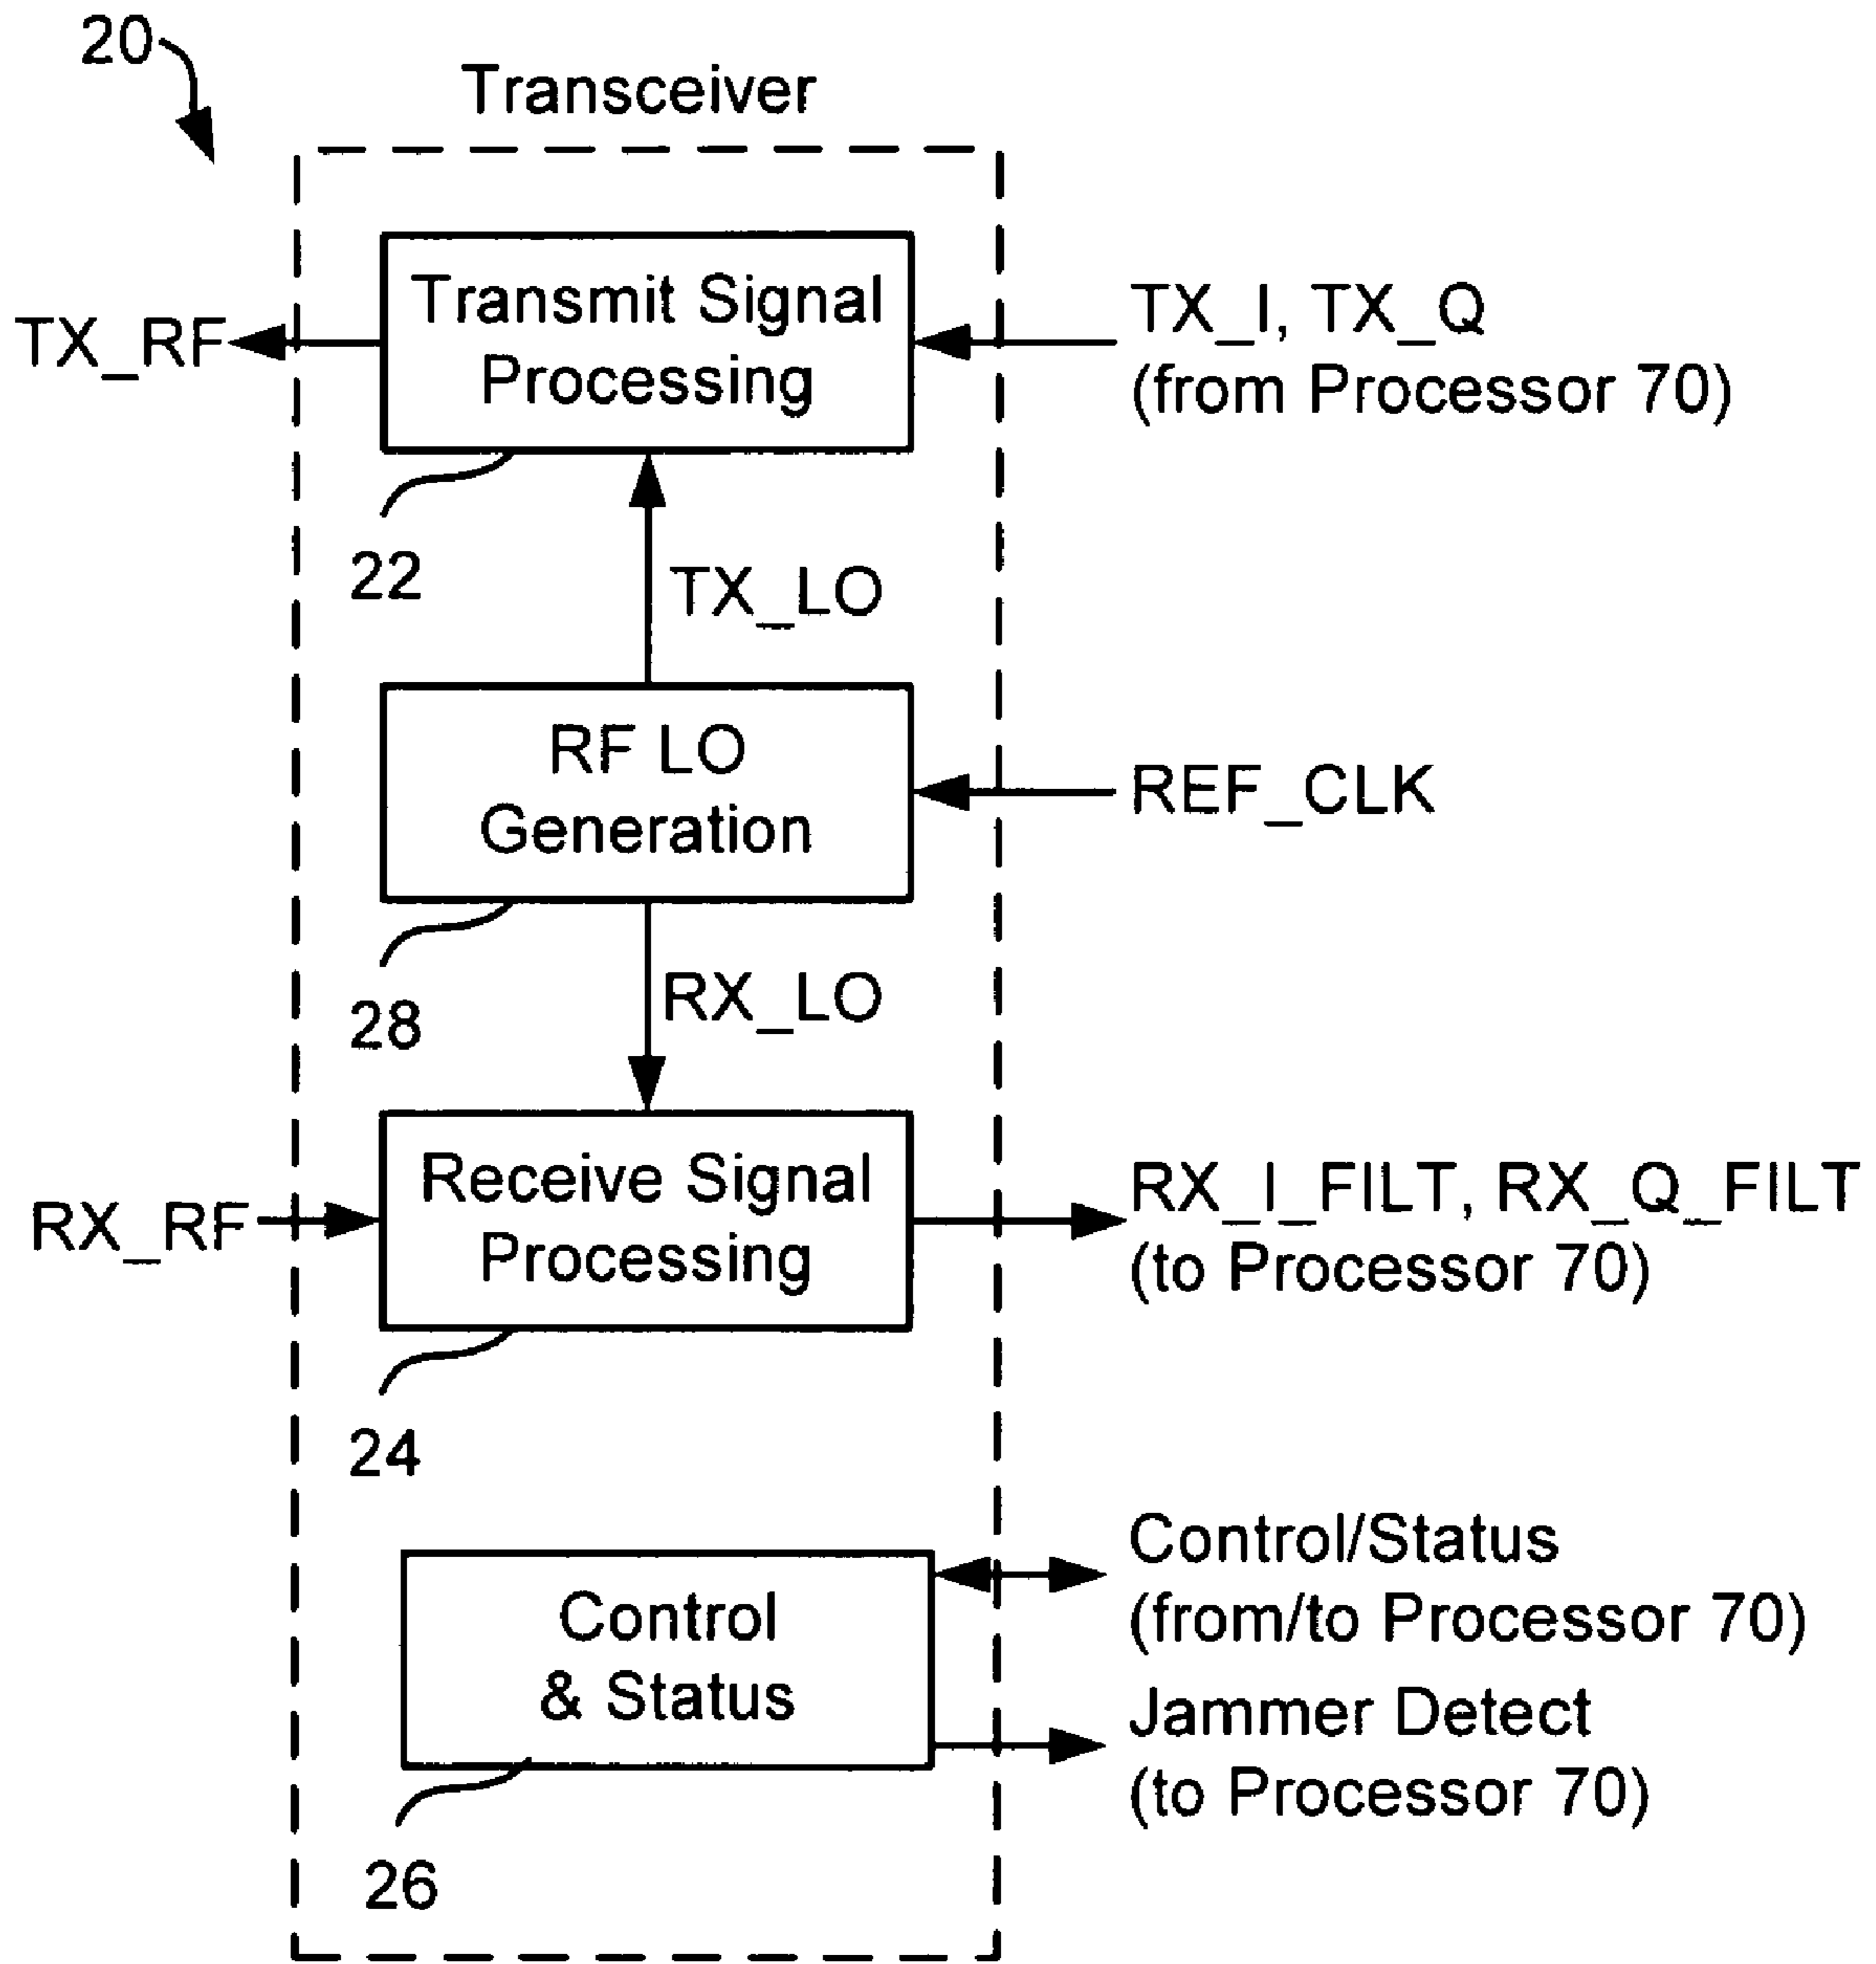 20
Transceiver
Transmit Signal
Processing
TX_RF
TX_I, TX_Q
(from Processor 70)
22
TX_LO
RF LO
Generation
REF_CLK
28
RX_LO
Receive Signal
Processing
RX_RF
RX_I_FILT, RX_Q_FILT
(to Processor 70)
24
Control
& Status
Control/Status
(from/to Processor 70)
Jammer Detect
(to Processor 70)
26